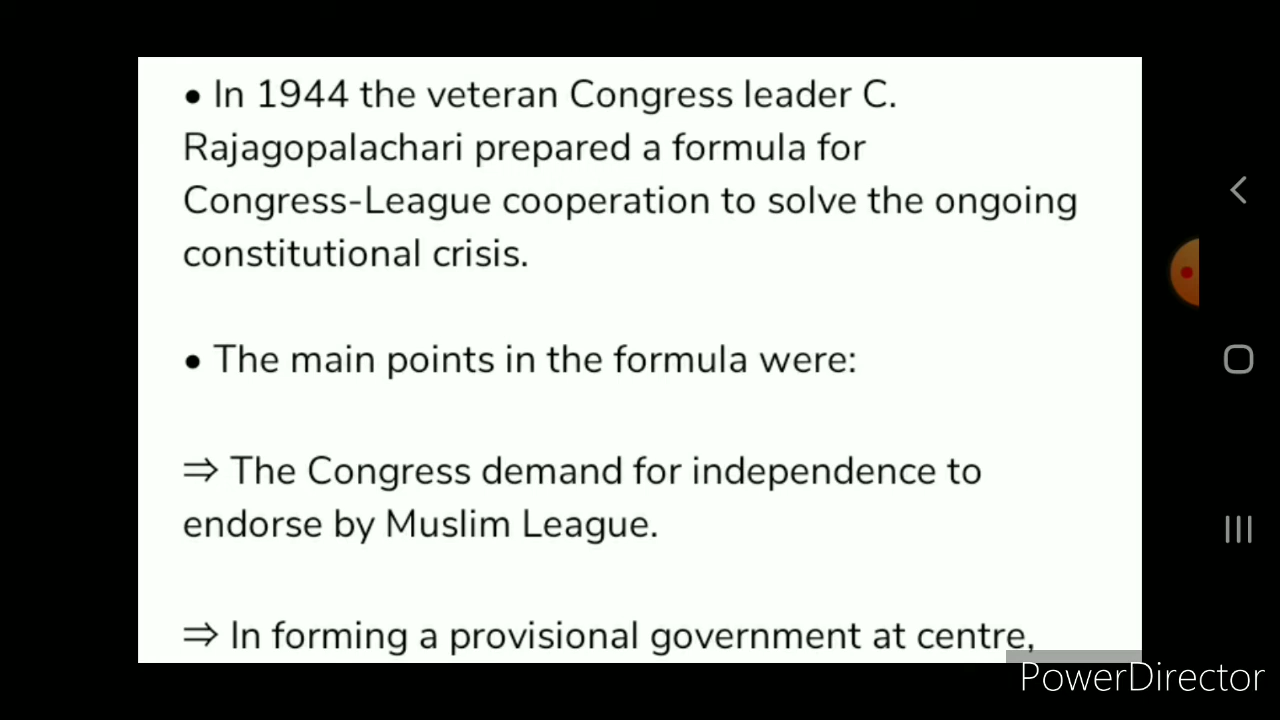 • In 1944 the veteran Congress leader C.
Rajagopalachari prepared a formula for
Congress-League cooperation to solve the ongoing
constitutional crisis.
• The main points in the formula were:
⇒ The Congress demand for independence to
endorse by Muslim League.
⇒ In forming a provisional government at centre,
PowerDirector